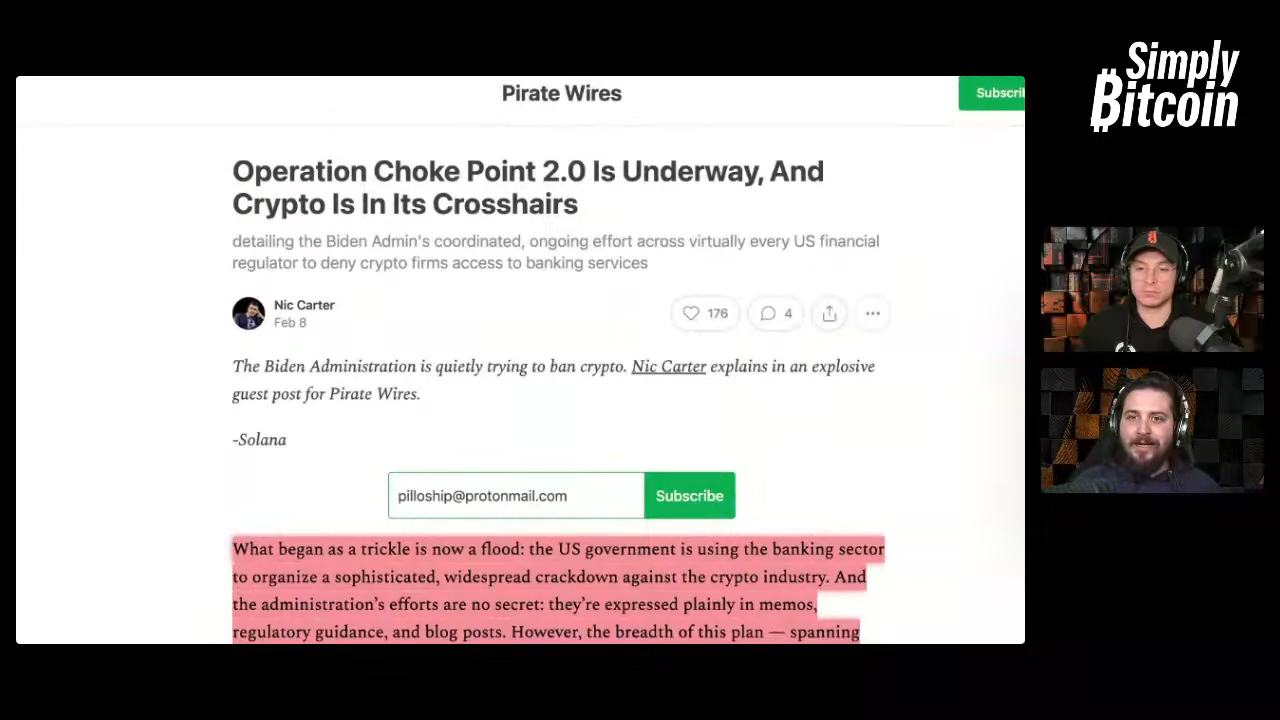 Simply
Bitcoin
Pirate Wires
Subscri
Operation Choke Point 2.0 Is Underway, And
Crypto Is In Its Crosshairs
detailing the Biden Admin's coordinated, ongoing effort across virtually every US financial
regulator to deny crypto firms access to banking services
Nic Carter
Feb 8
176
4
The Biden Administration is quietly trying to ban crypto. Nic Carter explains in an explosive
guest post for Pirate Wires.
-Solana
pilloship@protonmail.com
Subscribe
What began as a trickle is now a flood: the US government is using the banking sector
to organize a sophisticated, widespread crackdown against the crypto industry. And
the administration’s efforts are no secret: they’re expressed plainly in memos,
regulatory guidance, and blog posts. However, the breadth of this plan — spanning